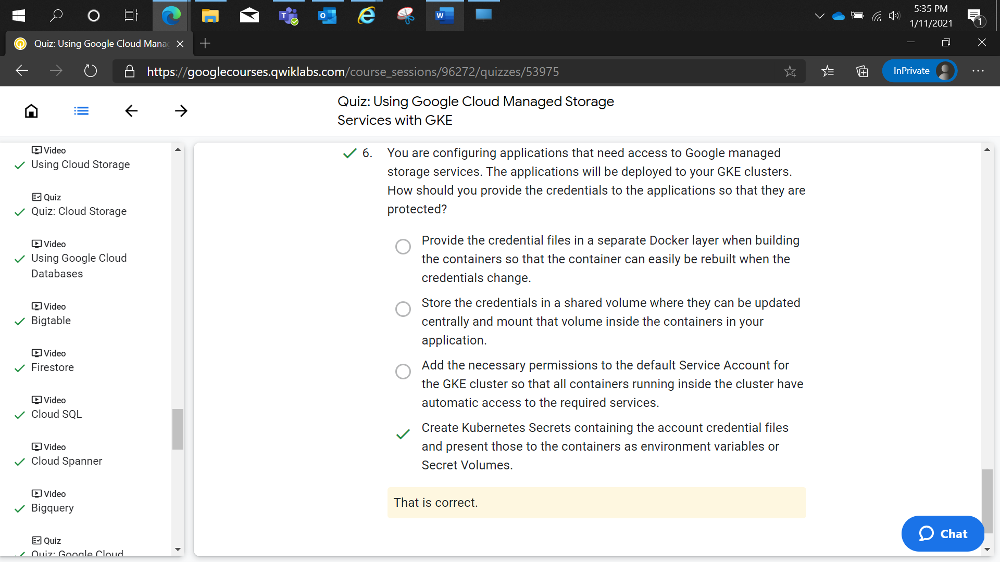 5:35 PM
1/11/2021
1
Quiz: Using Google Cloud Mana
https://googlecourses.qwiklabs.com/course_sessions/96272/quizzes/53975
InPrivate
Quiz: Using Google Cloud Managed Storage
Services with GKE
Video
Using Cloud Storage
Quiz
Quiz: Cloud Storage
Video
Using Google Cloud
Databases
Video
Bigtable
Video
Firestore
Video
Cloud SQL
Video
Cloud Spanner
Video
Bigquery
Quiz
Quiz: Google Cloud
6. You are configuring applications that need access to Google managed
storage services. The applications will be deployed to your GKE clusters.
How should you provide the credentials to the applications so that they are
protected?
Provide the credential files in a separate Docker layer when building
the containers so that the container can easily be rebuilt when the
credentials change.
Store the credentials in a shared volume where they can be updated
centrally and mount that volume inside the containers in your
application.
Add the necessary permissions to the default Service Account for
the GKE cluster so that all containers running inside the cluster have
automatic access to the required services.
Create Kubernetes Secrets containing the account credential files
and present those to the containers as environment variables or
Secret Volumes.
That is correct.
Chat